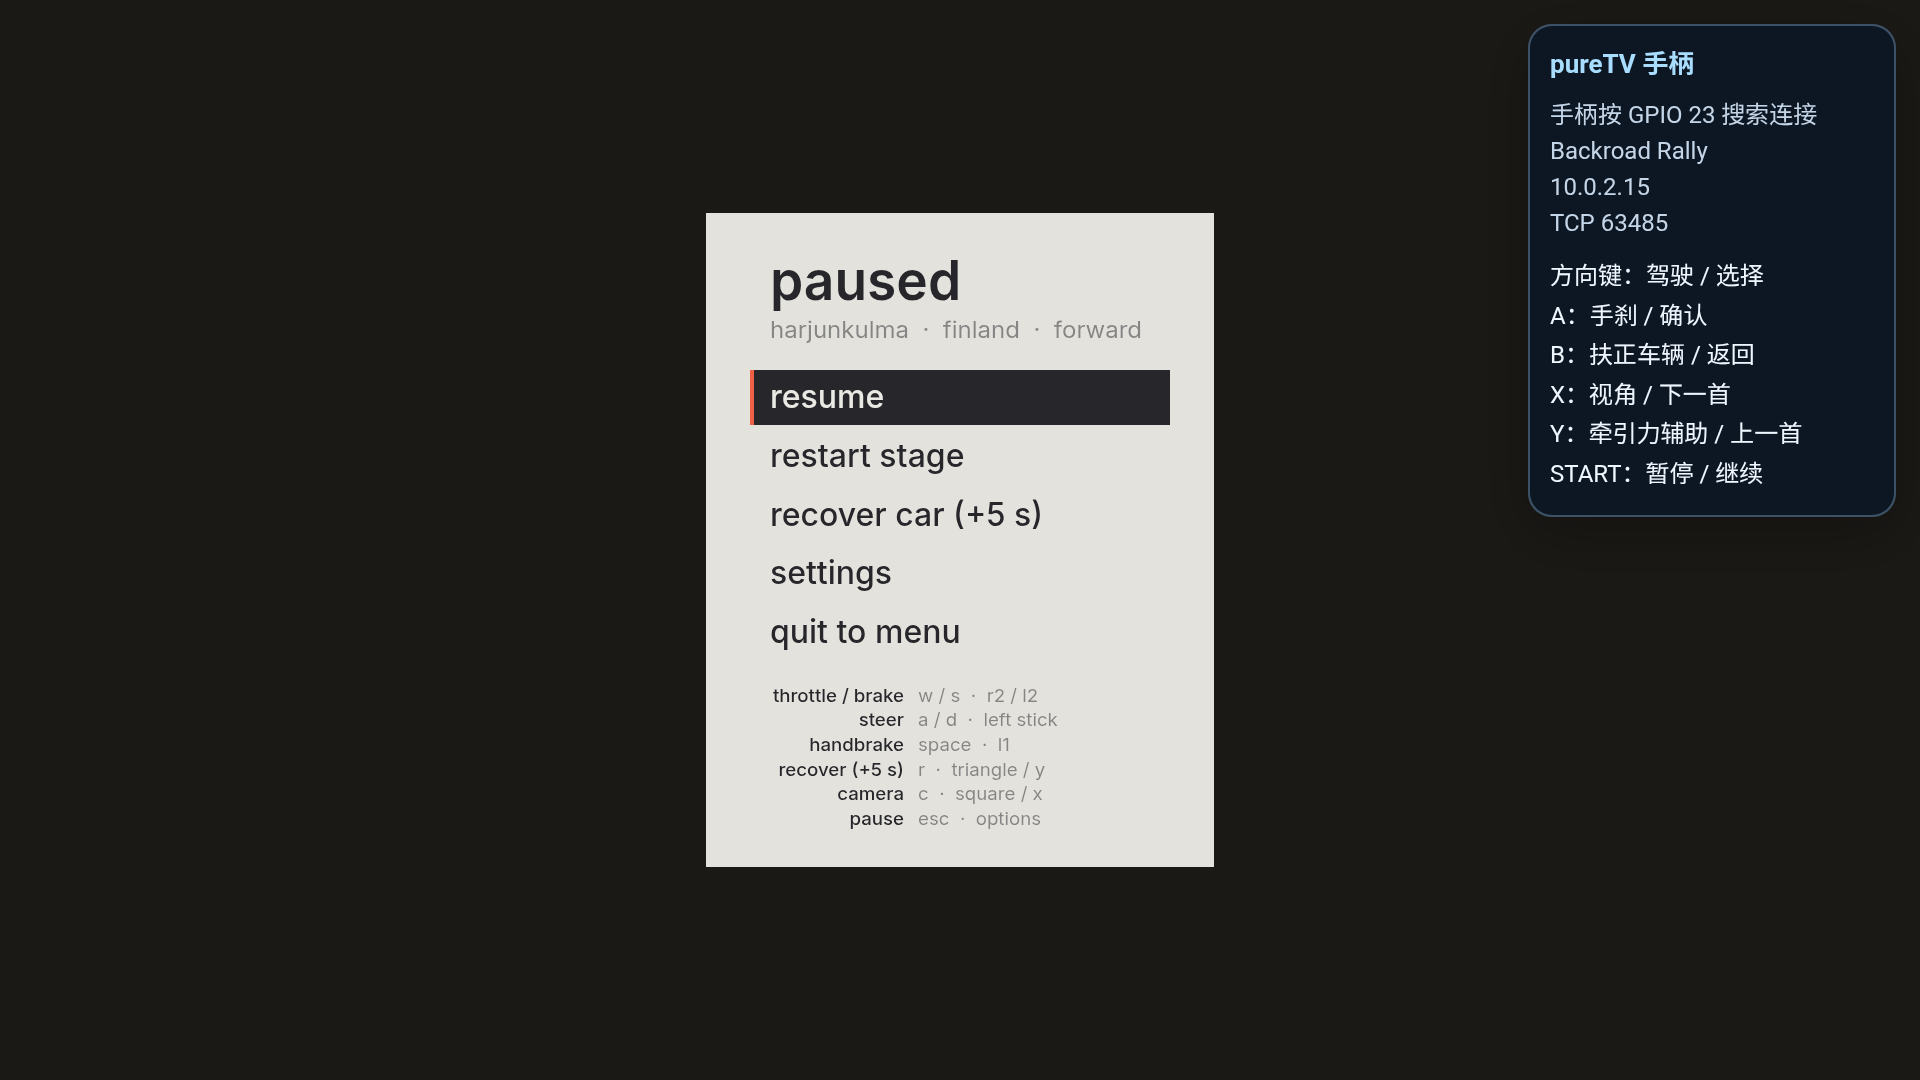 paused
harjunkulma · finland · forward
resume
restart stage
recover car (+5 s)
settings
quit to menu
throttle / brake w / s · r2 / l2
steer a / d · left stick
handbrake space · l1
recover (+5 s) r · triangle / y
camera c · square / x
pause esc · options
pureTV 手柄
手柄按 GPIO 23 搜索连接
Backroad Rally
10.0.2.15
TCP 63485
方向键：驾驶 / 选择
A：手刹 / 确认
B：扶正车辆 / 返回
X：视角 / 下一首
Y：牵引力辅助 / 上一首
START：暂停 / 继续